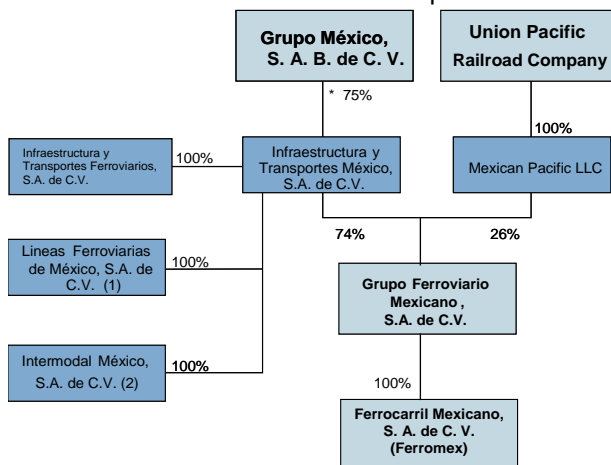 Grupo México,
S. A. B. de C. V.
Union Pacific
Railroad Company
* 75%
100%
Infraestructura y
Transportes Ferroviarios,
S.A. de C.V.
100%
Infraestructura y
Transportes México,
S.A. de C.V.
Mexican Pacific LLC
74%
26%
Lineas Ferroviarias
de México, S.A. de
C.V. (1)
100%
Grupo Ferroviario
Mexicano ,
S.A. de C.V.
Intermodal México,
S.A. de C.V. (2)
100%
100%
Ferrocarril Mexicano,
S. A. de C. V.
(Ferromex)